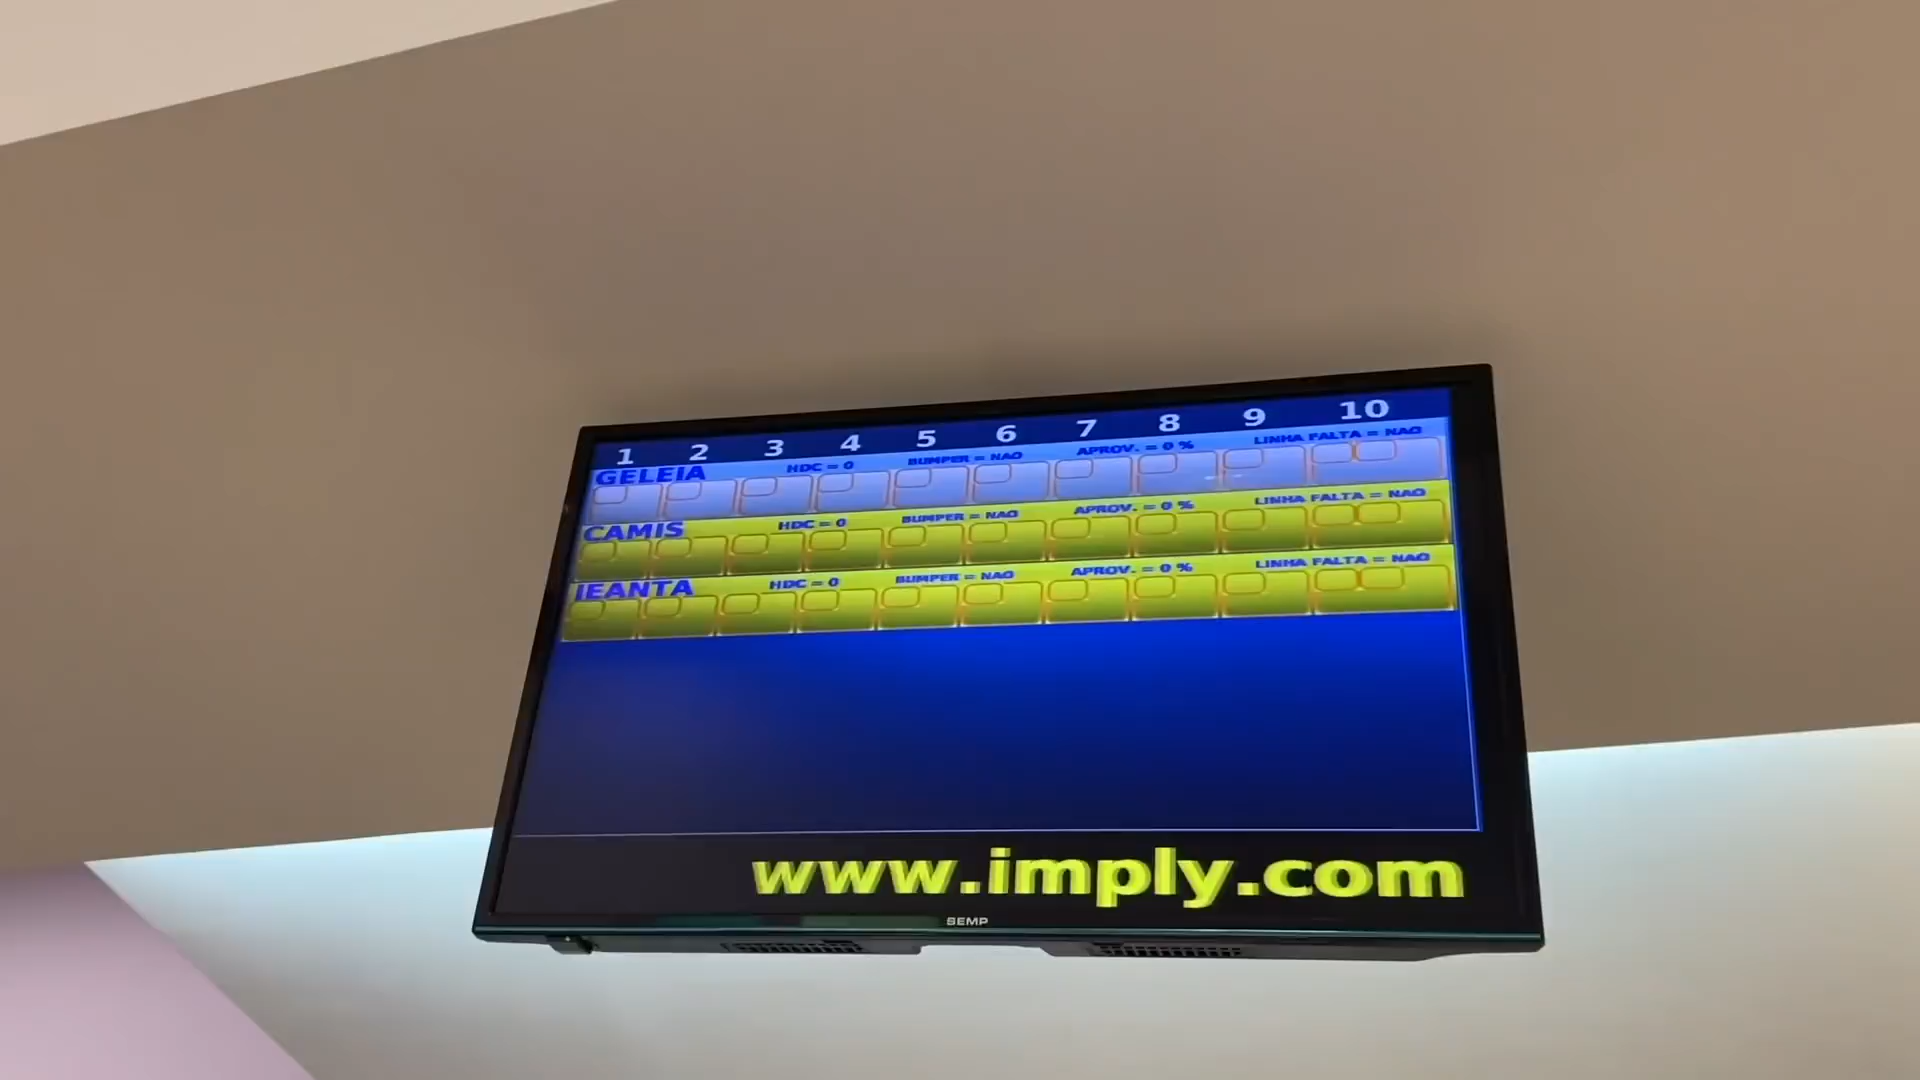 1 2 3 4 5 6 7 8 9 10
GELEIA HDC = 0 BUMPER = NAO APROV. = 0 % LINHA FALTA = NAO
CAMIS HDC = 0 BUMPER = NAO APROV. = 0 % LINHA FALTA = NAO
IEANTA HDC = 0 BUMPER = NAO APROV. = 0 % LINHA FALTA = NAO
www.imply.com
SEMP